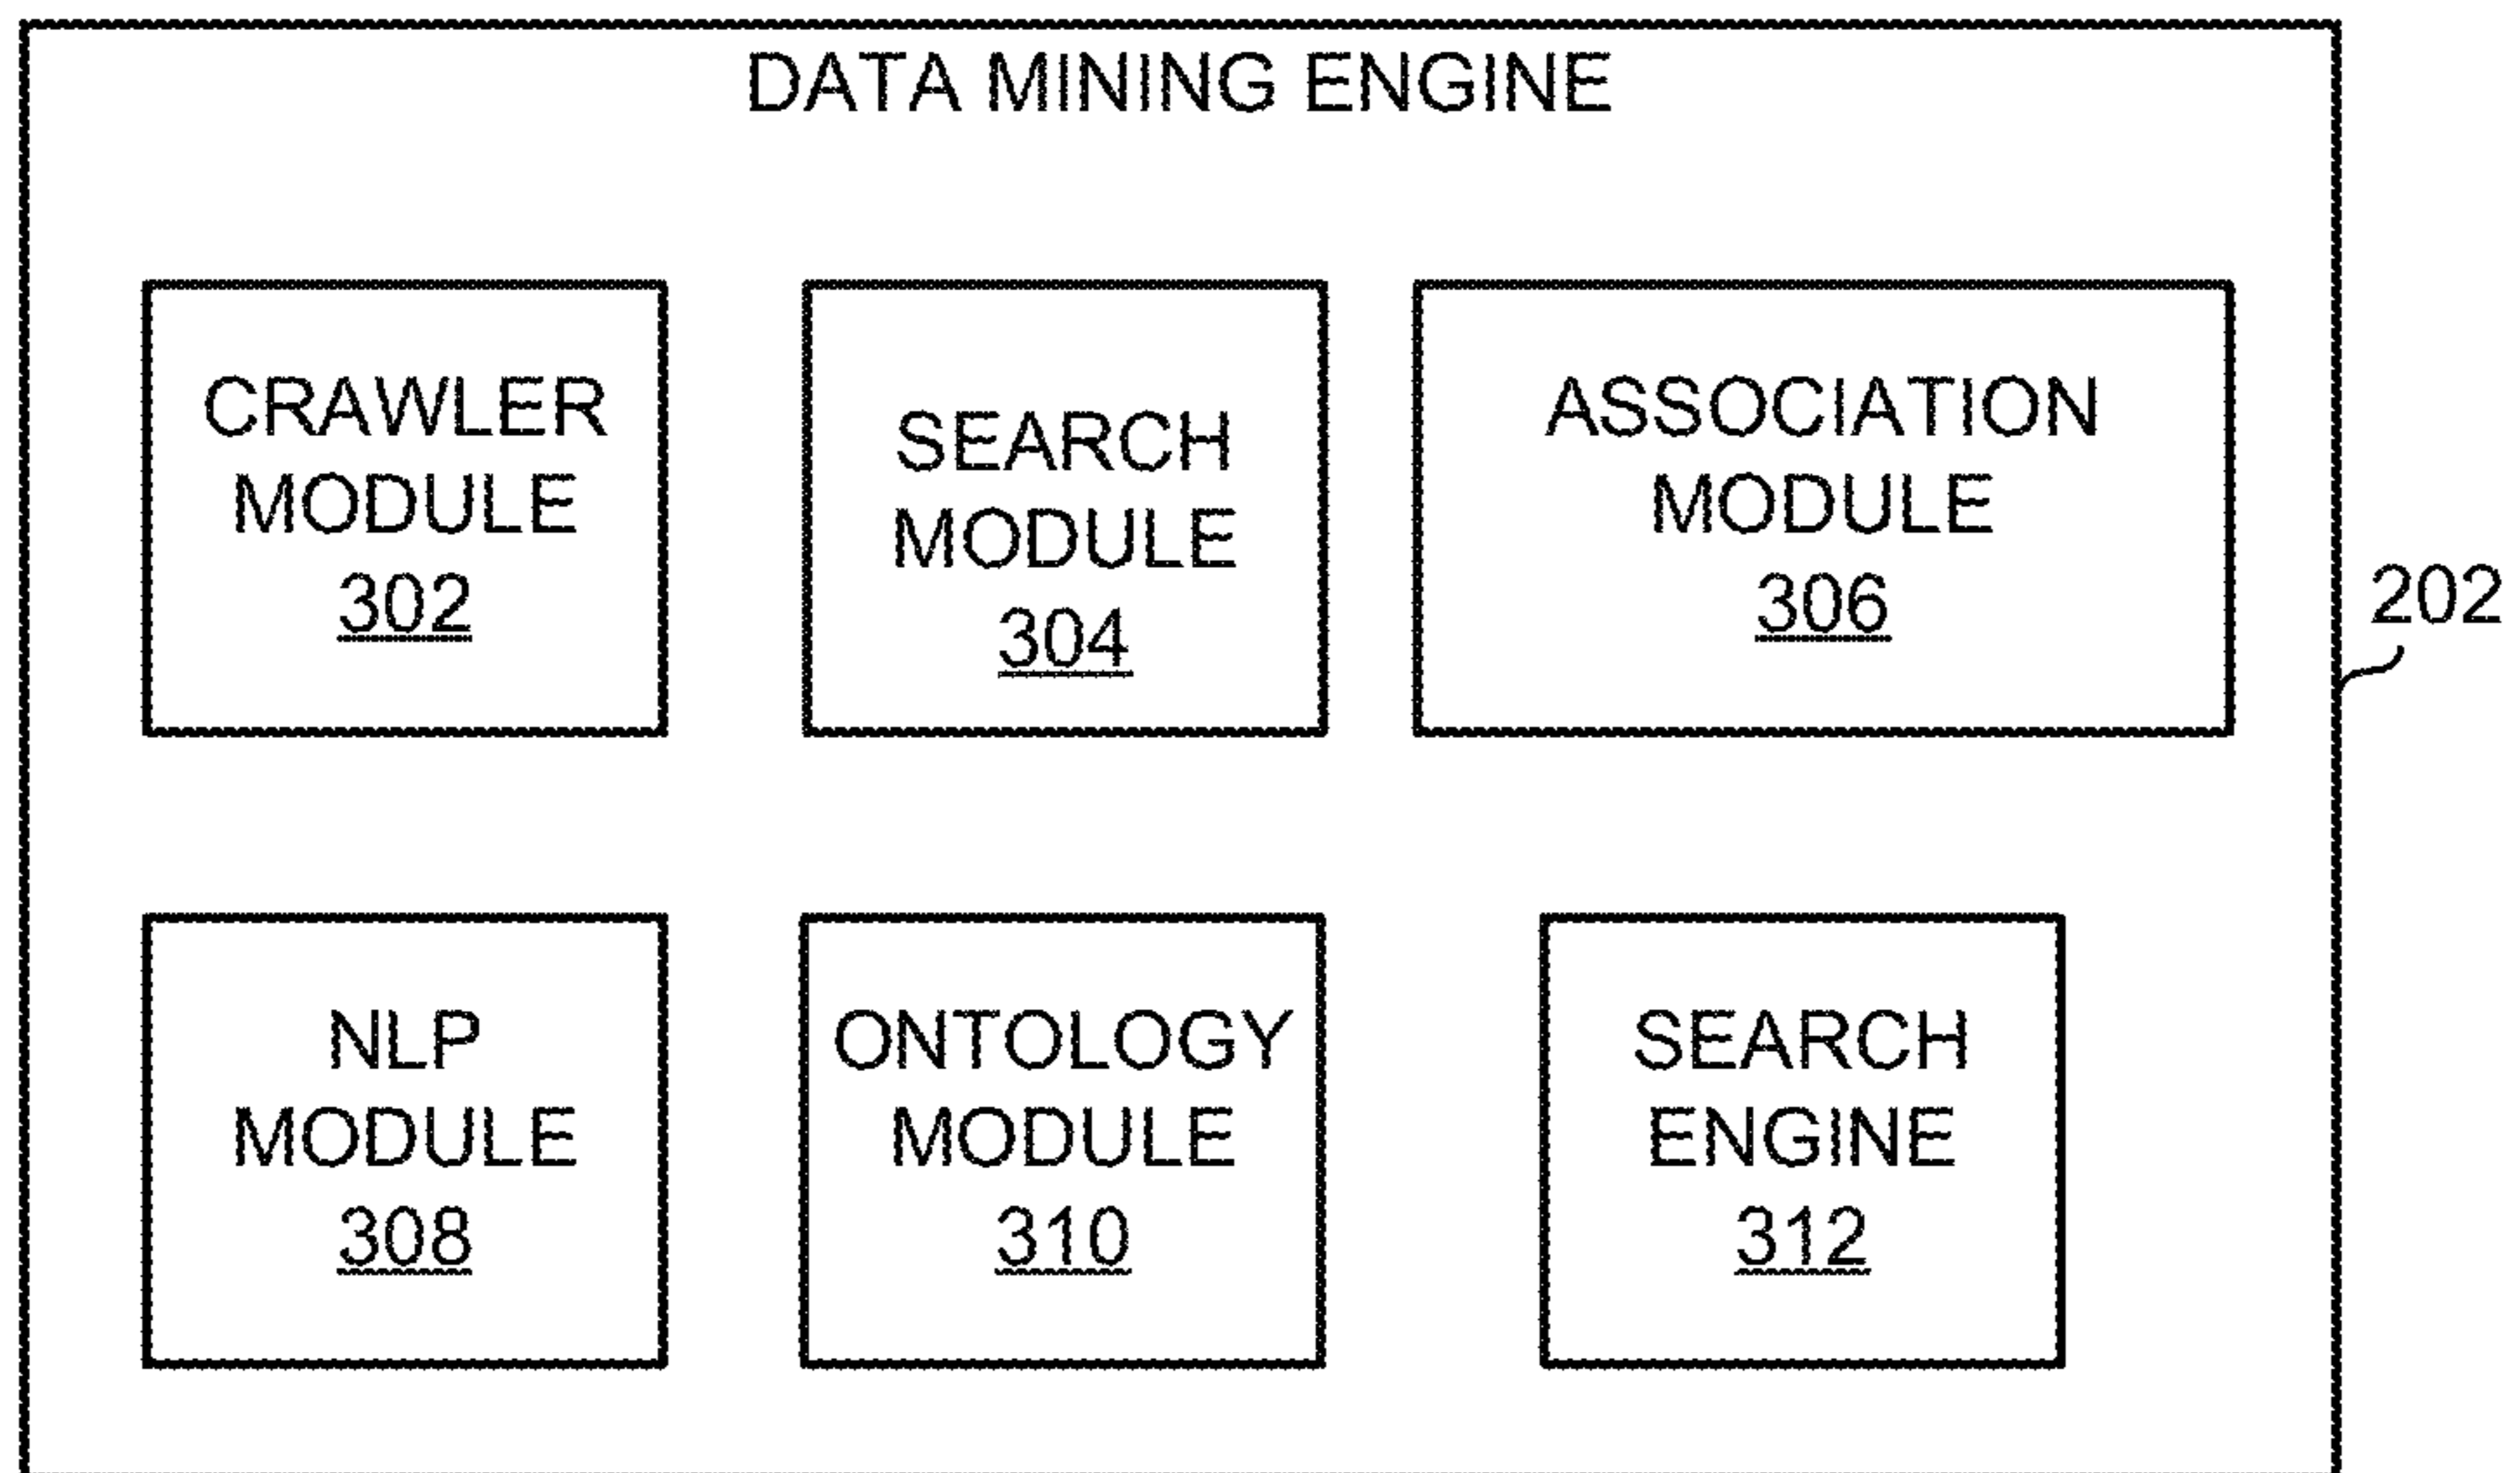 DATA MINING ENGINE
CRAWLER
MODULE
302
SEARCH
MODULE
304
ASSOCIATION
MODULE
306
202
NLP
MODULE
308
ONTOLOGY
MODULE
310
SEARCH
ENGINE
312